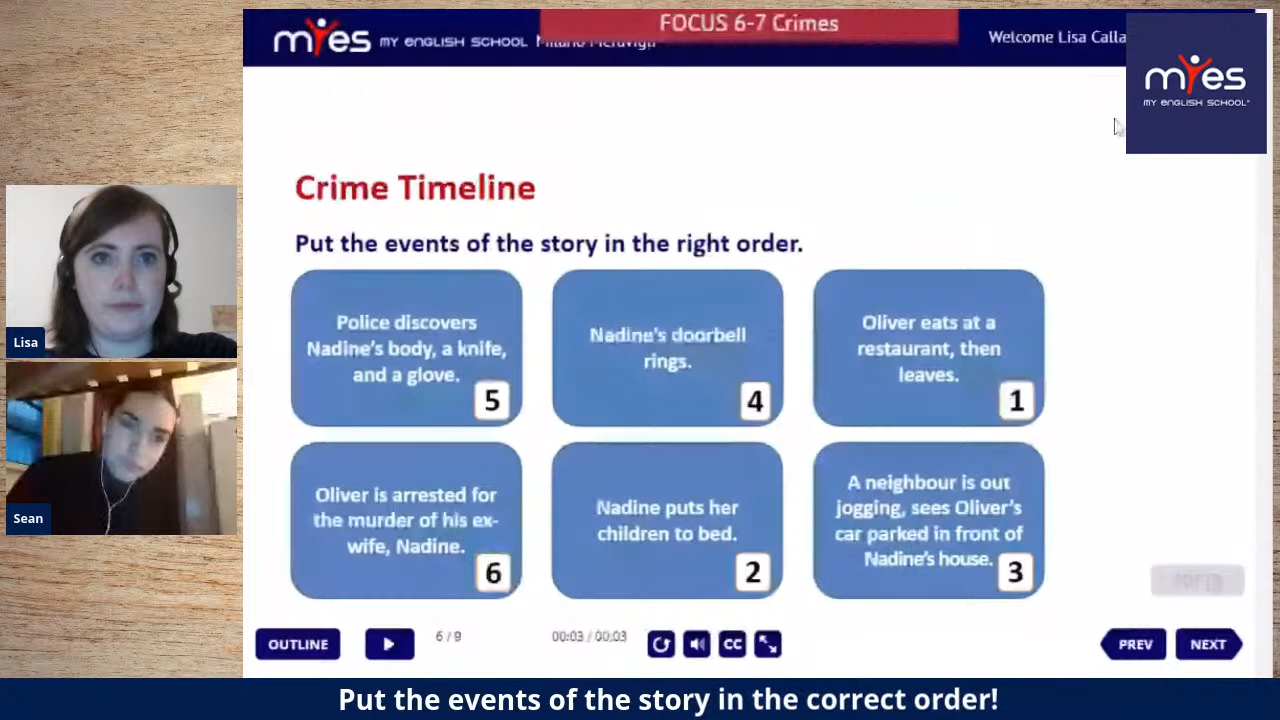 FOCUS 6-7 Crimes
myes MY ENGLISH SCHOOL
Welcome Lisa Calla
myes
MY ENGLISH SCHOOL
Crime Timeline
Put the events of the story in the right order.
Police discovers
Nadine's body, a knife,
and a glove.
5
Nadine's doorbell
rings.
4
Oliver eats at a
restaurant, then
leaves.
1
Oliver is arrested for
the murder of his ex-
wife, Nadine.
6
Nadine puts her
children to bed.
2
A neighbour is out
jogging, sees Oliver's
car parked in front of
Nadine's house.
3
Lisa
Sean
OUTLINE
6 / 9
00:03 / 00:03
CC
PREV
NEXT
Put the events of the story in the correct order!